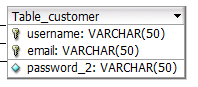 Table_customer
username: VARCHAR(50)
email: VARCHAR(50)
password_2: VARCHAR(50)